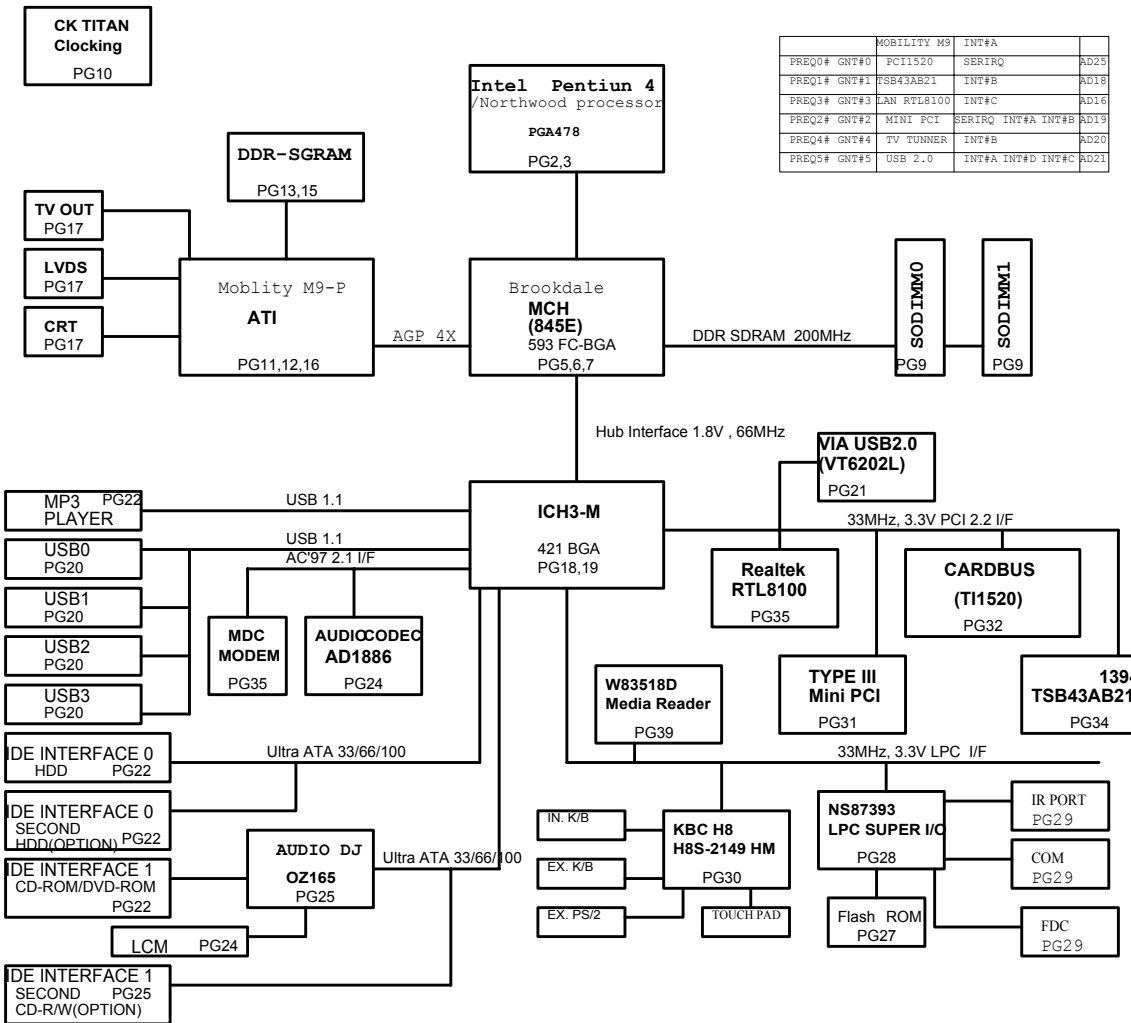 CK TITAN
Clocking
PG10
Intel Pentiun 4
/Northwood processor
PGA478
PG2,3
MOBILITY M9 INT#A
PREQ0# GNT#0 PCI1520 SERIRQ AD25
PREQ1# GNT#1 TSB43AB21 INT#B AD18
PREQ3# GNT#3 LAN RTL8100 INT#C AD16
PREQ2# GNT#2 MINI PCI SERIRQ INT#A INT#B AD19
PREQ4# GNT#4 TV TUNNER INT#B AD20
PREQ5# GNT#5 USB 2.0 INT#A INT#D INT#C AD21
DDR-SGRAM
PG13,15
TV OUT
PG17
LVDS
PG17
CRT
PG17
Moblity M9-P
ATI
PG11,12,16
AGP 4X
Brookdale
MCH
(845E)
593 FC-BGA
PG5,6,7
DDR SDRAM 200MHz
SODIMM0
PG9
SODIMM1
PG9
Hub Interface 1.8V , 66MHz
VIA USB2.0
(VT6202L)
PG21
MP3 PG22
PLAYER
USB 1.1
USB0
PG20
USB 1.1
AC'97 2.1 I/F
USB1
PG20
USB2
PG20
USB3
PG20
ICH3-M
421 BGA
PG18,19
33MHz, 3.3V PCI 2.2 I/F
Realtek
RTL8100
PG35
CARDBUS
(TI1520)
PG32
MDC
MODEM
PG35
AUDIOCODEC
AD1886
PG24
W83518D
Media Reader
PG39
TYPE III
Mini PCI
PG31
1394
TSB43AB21
PG34
IDE INTERFACE 0
HDD PG22
Ultra ATA 33/66/100
33MHz, 3.3V LPC I/F
IDE INTERFACE 0
SECOND
HDD(OPTION) PG22
IDE INTERFACE 1
CD-ROM/DVD-ROM
PG22
AUDIO DJ
OZ165
PG25
Ultra ATA 33/66/100
LCM PG24
IDE INTERFACE 1
SECOND PG25
CD-R/W(OPTION)
IN. K/B
EX. K/B
EX. PS/2
KBC H8
H8S-2149 HM
PG30
TOUCH PAD
NS87393
LPC SUPER I/O
PG28
Flash ROM
PG27
IR PORT
PG29
COM
PG29
FDC
PG29